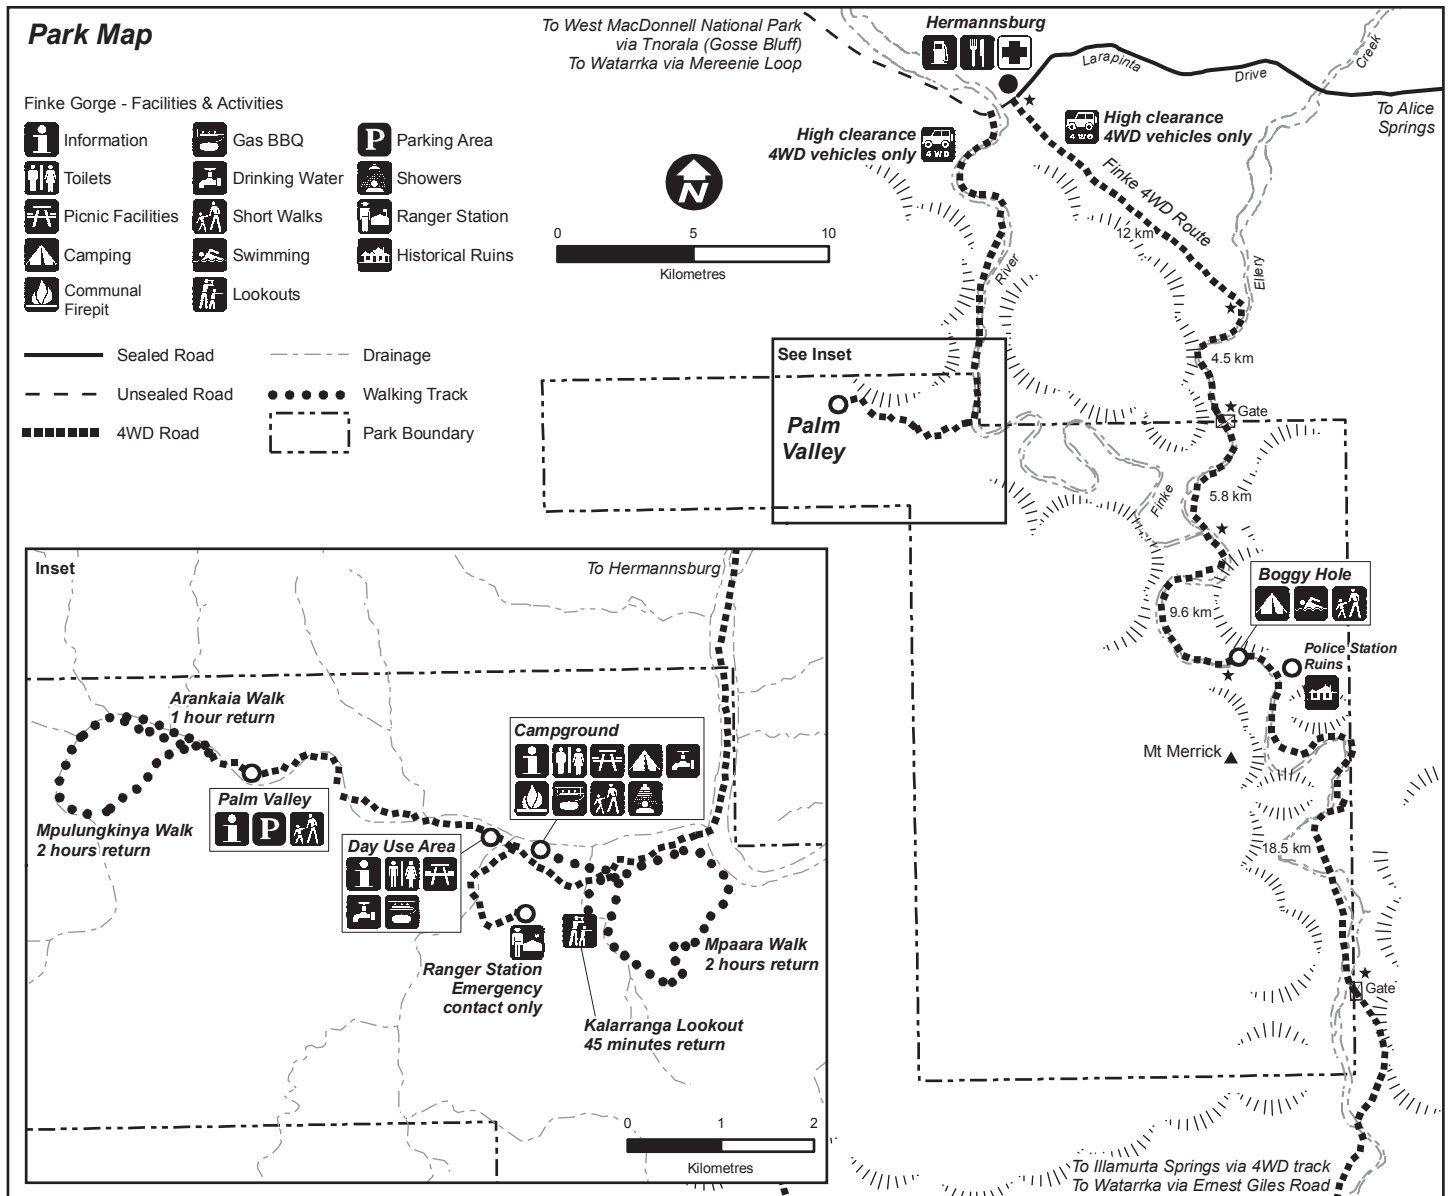 Park Map
To West MacDonnell National Park
via Tnorala (Gosse Bluff)
To Watarrka via Mereenie Loop
Hermannsburg
Larapinta
Drive
Creek
To Alice
Springs
High clearance
4WD vehicles only
4 WD
High clearance
4WD vehicles only
4 WD
Finke Gorge - Facilities & Activities
Information
Gas BBQ
P
Parking Area
Toilets
Drinking Water
Showers
Picnic Facilities
Short Walks
Ranger Station
Camping
Swimming
Historical Ruins
Communal
Firepit
Lookouts
Sealed Road
Drainage
Unsealed Road
Walking Track
4WD Road
Park Boundary
N
0 5 10
Kilometres
Finke 4WD Route
12 km
River
Ellery
4.5 km
See Inset
Palm
Valley
Gate
5.8 km
Finke
Boggy Hole
9.6 km
Police Station
Ruins
Mt Merrick
18.5 km
Gate
To Illamurta Springs via 4WD track
To Watarrka via Ernest Giles Road
Inset
To Hermannsburg
Arankaia Walk
1 hour return
Campground
Palm Valley
P
Mpulungkinya Walk
2 hours return
Day Use Area
Mpaara Walk
2 hours return
Ranger Station
Emergency
contact only
Kalarranga Lookout
45 minutes return
0 1 2
Kilometres